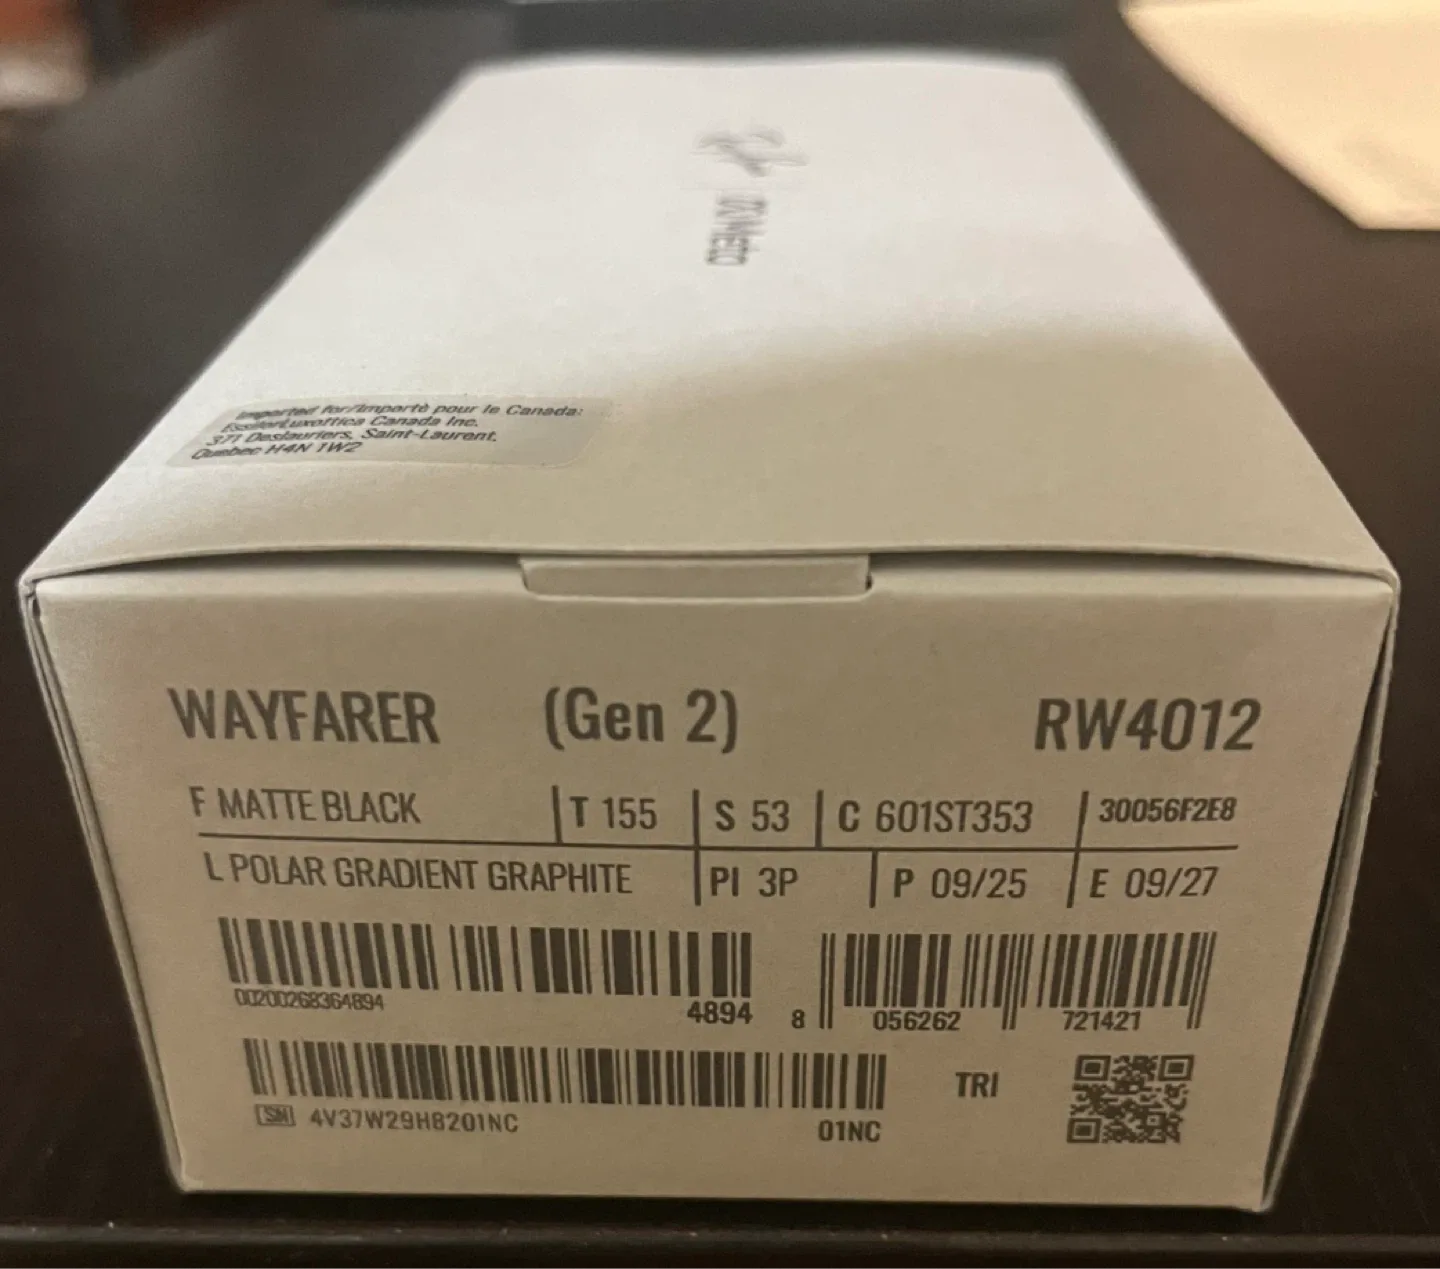 Imported for/Importé pour le Canada:
EssilorLuxottica Canada Inc.
371 Deslauriers, Saint-Laurent,
Quebec H4N 1W2
WAYFARER (Gen 2) RW4012
F MATTE BLACK T 155 S 53 C 601ST353 30056F2E8
L POLAR GRADIENT GRAPHITE PI 3P P 09/25 E 09/27
00200268364894 4894 8 056262 721421
SN 4V37W29H8201NC 01NC TRI